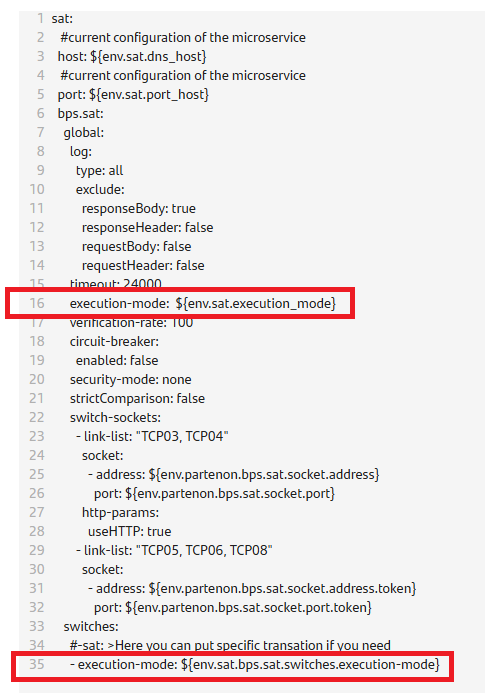 1 sat:
2 #current configuration of the microservice
3 host: ${env.sat.dns_host}
4 #current configuration of the microservice
5 port: ${env.sat.port_host}
6 bps.sat:
7 global:
8 log:
9 type: all
10 exclude:
11 responseBody: true
12 responseHeader: false
13 requestBody: false
14 requestHeader: false
15 timeout: 24000
16 execution-mode: ${env.sat.execution_mode}
17 verification-rate: 100
18 circuit-breaker:
19 enabled: false
20 security-mode: none
21 strictComparison: false
22 switch-sockets:
23 - link-list: "TCP03, TCP04"
24 socket:
25 - address: ${env.partenon.bps.sat.socket.address}
26 port: ${env.partenon.bps.sat.socket.port}
27 http-params:
28 useHTTP: true
29 - link-list: "TCP05, TCP06, TCP08"
30 socket:
31 - address: ${env.partenon.bps.sat.socket.address.token}
32 port: ${env.partenon.bps.sat.socket.port.token}
33 switches:
34 #-sat: >Here you can put specific transation if you need
35 - execution-mode: ${env.sat.bps.sat.switches.execution-mode}